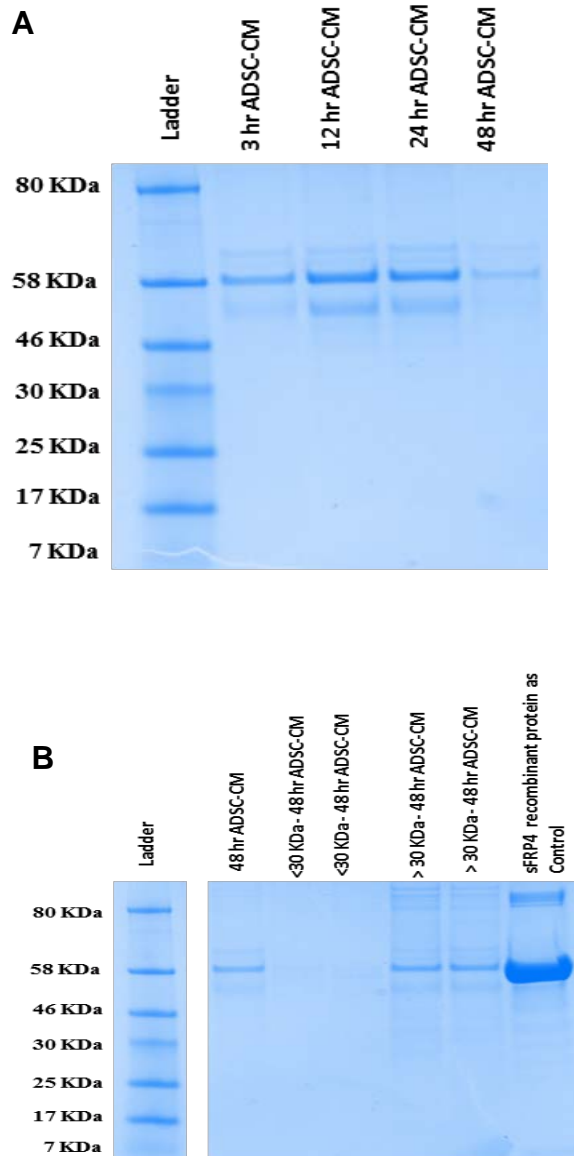 A
Ladder
3 hr ADSC-CM
12 hr ADSC-CM
24 hr ADSC-CM
48 hr ADSC-CM
80 KDa
58 KDa
46 KDa
30 KDa
25 KDa
17 KDa
7 KDa
B
Ladder
48 hr ADSC-CM
<30 KDa- 48 hr ADSC-CM
<30 KDa- 48 hr ADSC-CM
> 30 KDa- 48 hr ADSC-CM
> 30 KDa- 48 hr ADSC-CM
sFRP4 recombinant protein as
Control
80 KDa
58 KDa
46 KDa
30 KDa
25 KDa
17 KDa
7 KDa